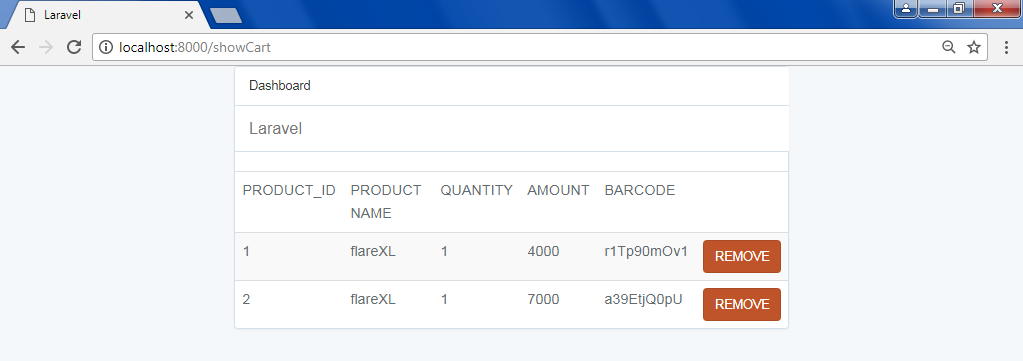 Laravel
localhost:8000/showCart
Dashboard
Laravel
PRODUCT_ID PRODUCT NAME QUANTITY AMOUNT BARCODE
1 flareXL 1 4000 r1Tp90mOv1 REMOVE
2 flareXL 1 7000 a39EtjQ0pU REMOVE